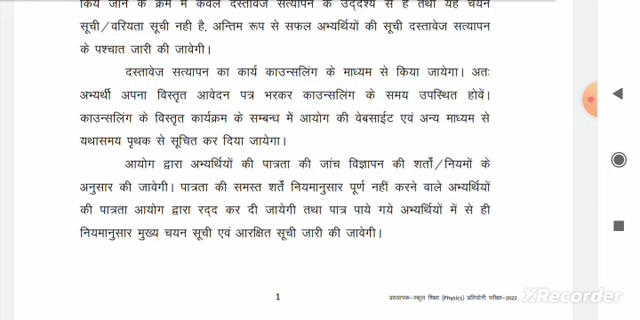 किये जाने के क्रम में केवल दस्तावेज सत्यापन के उद्देश्य से है तथा यह चयन
सूची/वरियता सूची नही है, अन्तिम रूप से सफल अभ्यर्थियों की सूची दस्तावेज सत्यापन
के पश्चात जारी की जावेगी।
दस्तावेज सत्यापन का कार्य काउन्सलिंग के माध्यम से किया जायेगा। अतः
अभ्यर्थी अपना विस्तृत आवेदन पत्र भरकर काउन्सलिंग के समय उपस्थित होवें।
काउन्सलिंग के विस्तृत कार्यक्रम के सम्बन्ध में आयोग की वेबसाईट एवं अन्य माध्यम से
यथासमय पृथक से सूचित कर दिया जायेगा।
आयोग द्वारा अभ्यर्थियों की पात्रता की जांच विज्ञापन की शर्तो/नियमों के
अनुसार की जावेगी। पात्रता की समस्त शर्ते नियमानुसार पूर्ण नहीं करने वाले अभ्यर्थियों
की पात्रता आयोग द्वारा रद्द कर दी जायेगी तथा पात्र पाये गये अभ्यर्थियों में से ही
नियमानुसार मुख्य चयन सूची एवं आरक्षित सूची जारी की जावेगी।
1
प्राध्यापक–स्कूल शिक्षा (Physics) प्रतियोगी परीक्षा–2022
XRecorder